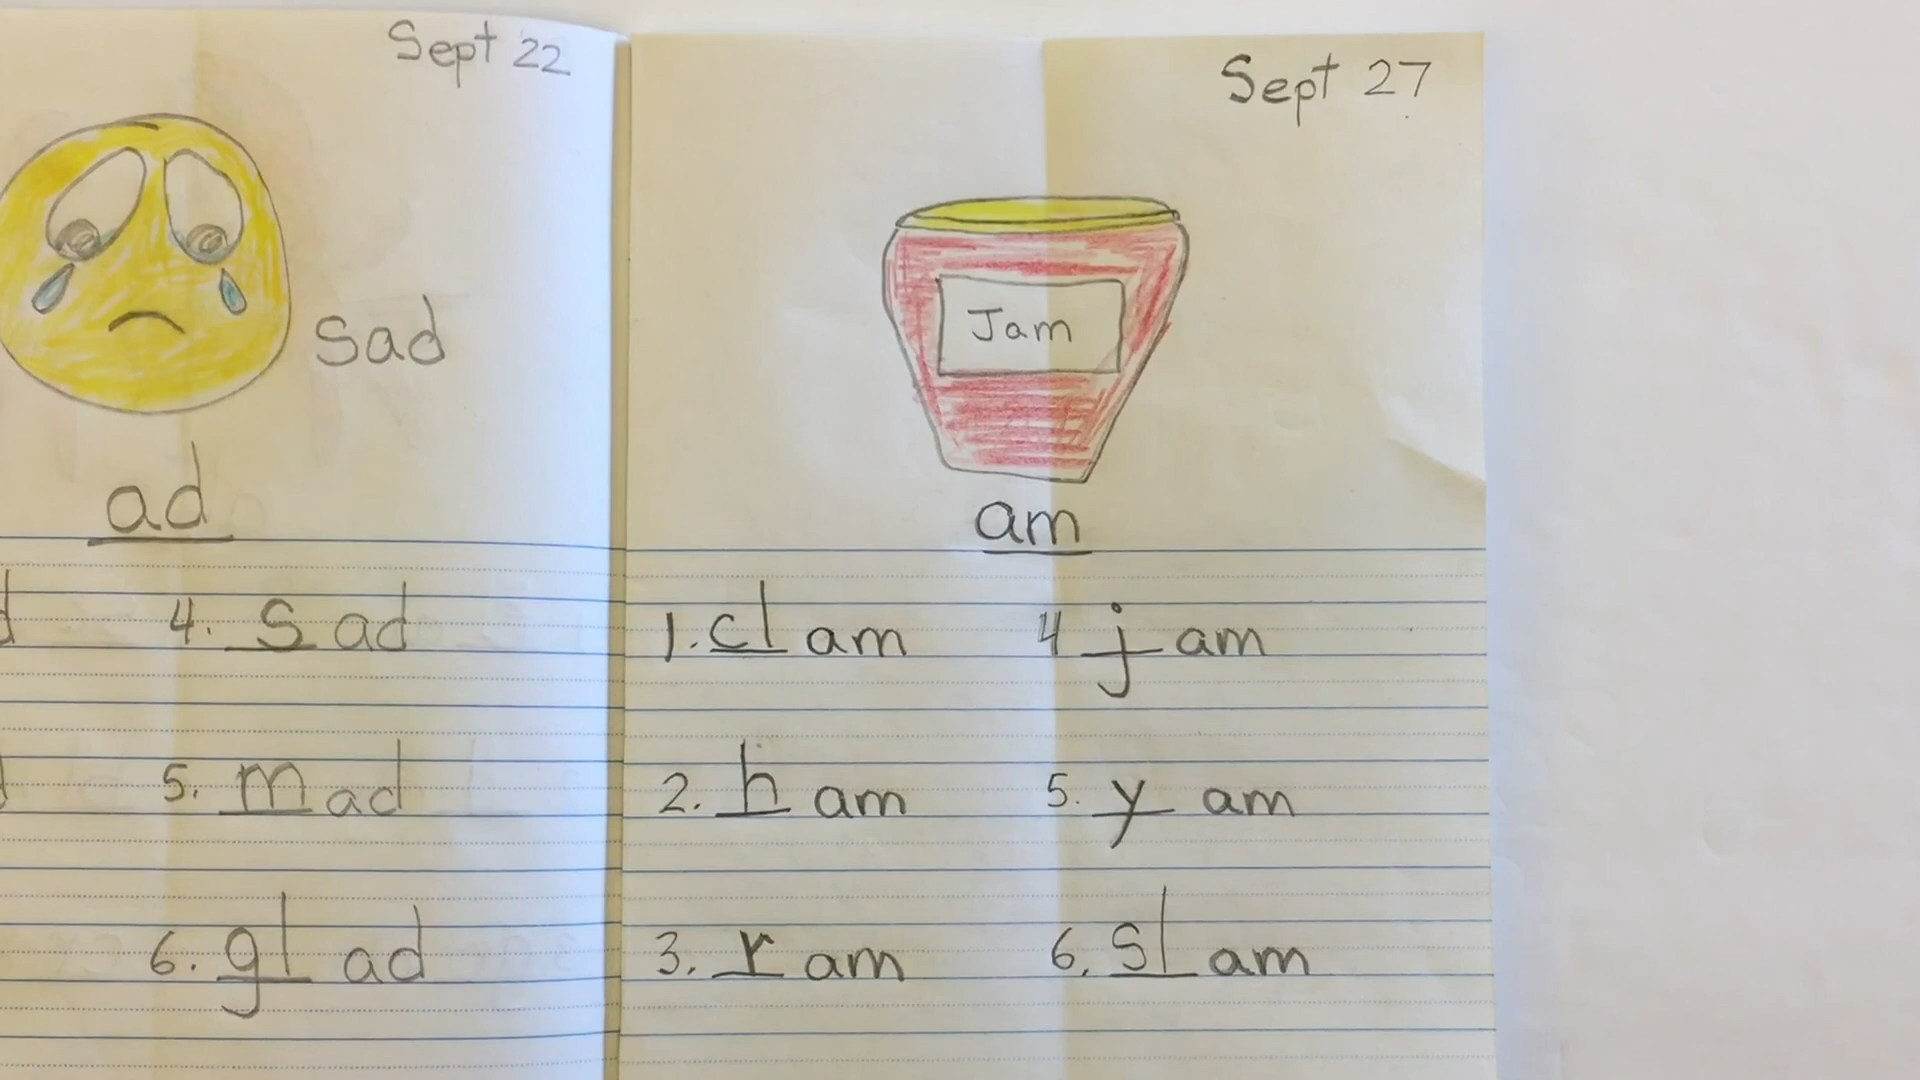 Sept 22
sad
ad
4. s ad
5. m ad
6. gl ad
Sept 27
Jam
am
1. cl am
4 j am
2. h am
5. y am
3. r am
6. sl am